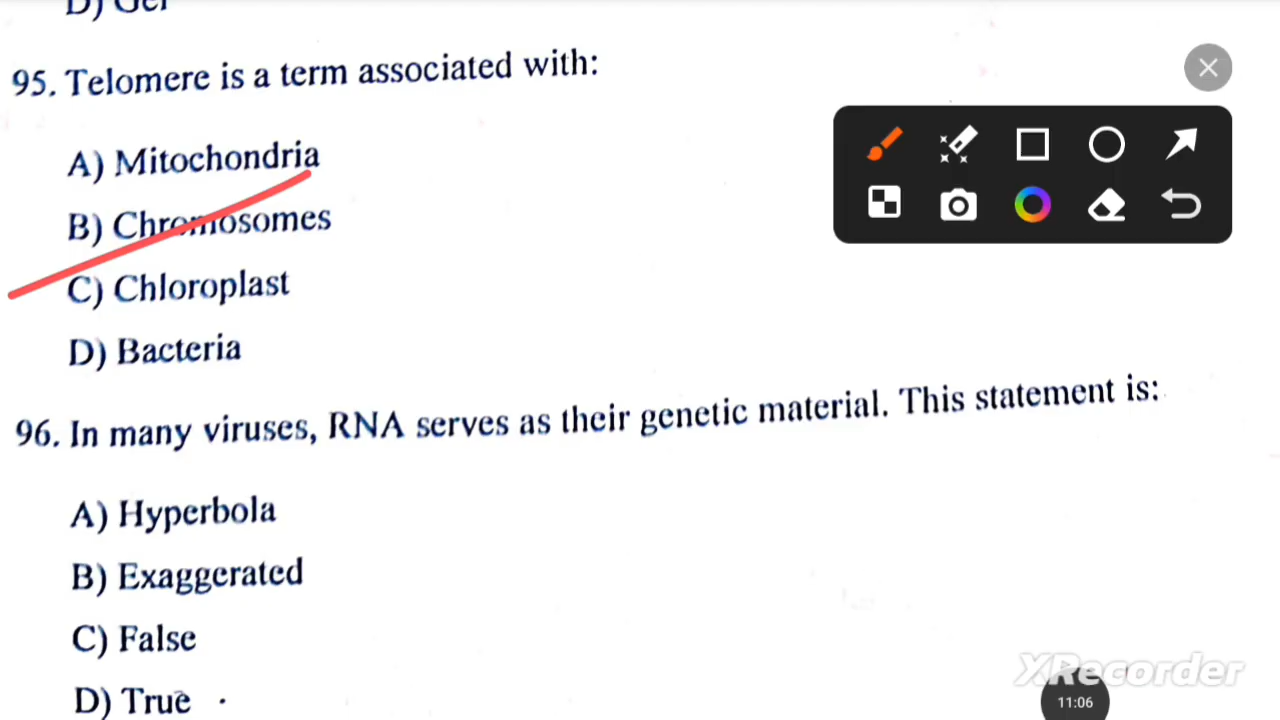 D) Gel
95. Telomere is a term associated with:
A) Mitochondria
B) Chromosomes
C) Chloroplast
D) Bacteria
96. In many viruses, RNA serves as their genetic material. This statement is:
A) Hyperbola
B) Exaggerated
C) False
D) True
XRecorder
11:06